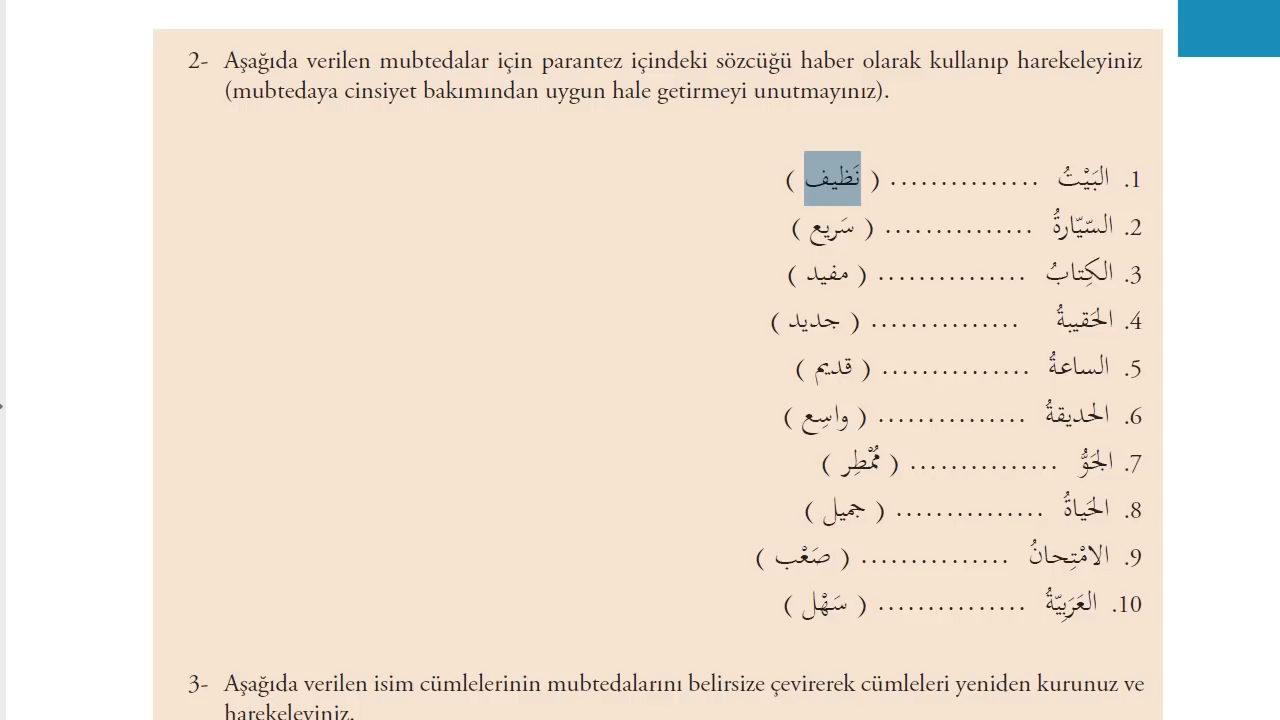 2- Aşağıda verilen mubtedalar için parantez içindeki sözcüğü haber olarak kullanıp harekeleyiniz
(mubtedaya cinsiyet bakımından uygun hale getirmeyi unutmayınız).
1. البَيْتُ ............... ( نَظيف )
2. السّيّارةُ ............... ( سَريع )
3. الكِتابُ ............... ( مفيد )
4. الحَقيبةُ ............... ( جديد )
5. الساعةُ ............... ( قديم )
6. الحديقةُ ............... ( واسِع )
7. الجَوُّ ............... ( مُمْطِر )
8. الحَياةُ ............... ( جميل )
9. الامْتِحانُ ............... ( صَعْب )
10. العَرَبِيّةُ ............... ( سَهْل )
3- Aşağıda verilen isim cümlelerinin mubtedalarını belirsize çevirerek cümleleri yeniden kurunuz ve
harekeleyiniz.